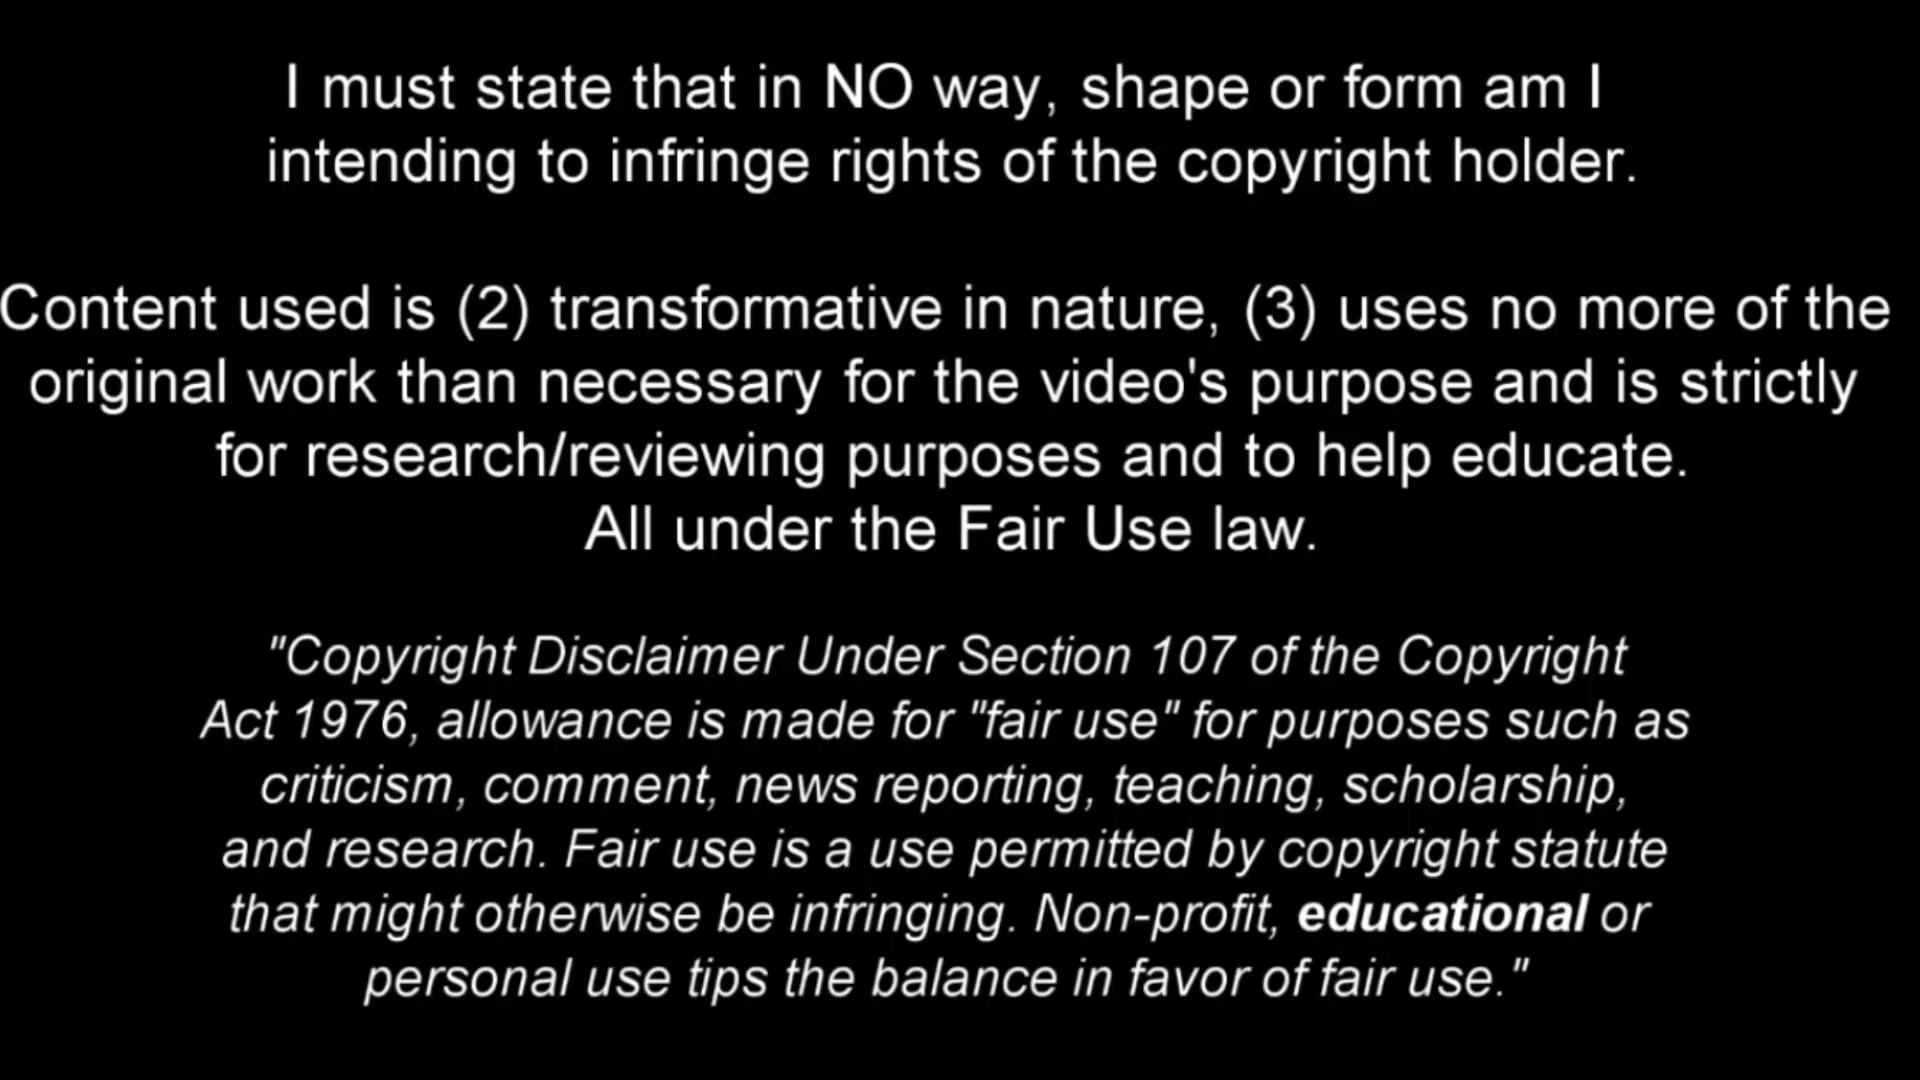 I must state that in NO way, shape or form am I
intending to infringe rights of the copyright holder.
Content used is (2) transformative in nature, (3) uses no more of the
original work than necessary for the video's purpose and is strictly
for research/reviewing purposes and to help educate.
All under the Fair Use law.
"Copyright Disclaimer Under Section 107 of the Copyright
Act 1976, allowance is made for "fair use" for purposes such as
criticism, comment, news reporting, teaching, scholarship,
and research. Fair use is a use permitted by copyright statute
that might otherwise be infringing. Non-profit, educational or
personal use tips the balance in favor of fair use."